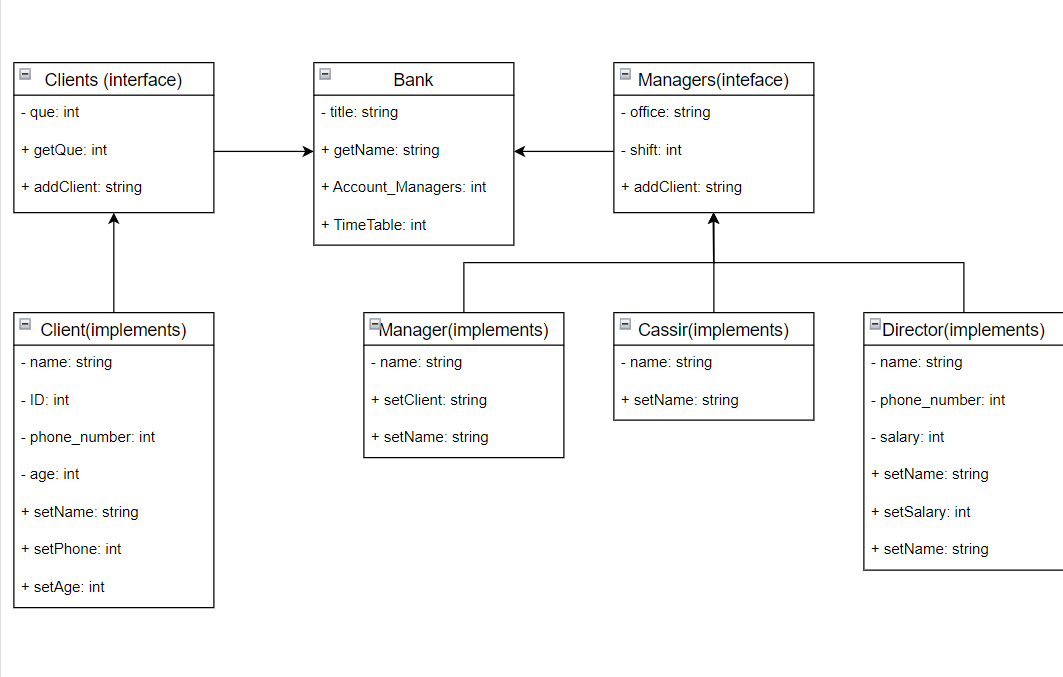 Clients (interface)
- que: int
+ getQue: int
+ addClient: string
Bank
- title: string
+ getName: string
+ Account_Managers: int
+ TimeTable: int
Managers(inteface)
- office: string
- shift: int
+ addClient: string
Client(implements)
- name: string
- ID: int
- phone_number: int
- age: int
+ setName: string
+ setPhone: int
+ setAge: int
Manager(implements)
- name: string
+ setClient: string
+ setName: string
Cassir(implements)
- name: string
+ setName: string
Director(implements)
- name: string
- phone_number: int
- salary: int
+ setName: string
+ setSalary: int
+ setName: string